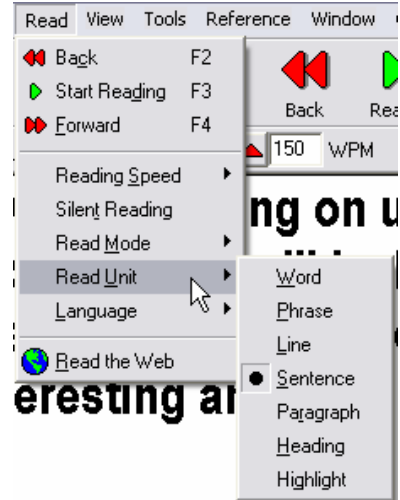 Read View Tools Reference Window
Back F2
Start Reading F3
Forward F4
Reading Speed
Silent Reading
Read Mode
Read Unit
Language
Read the Web
Back
150 WPM
ng on u
eresting
Word
Phrase
Line
Sentence
Paragraph
Heading
Highlight